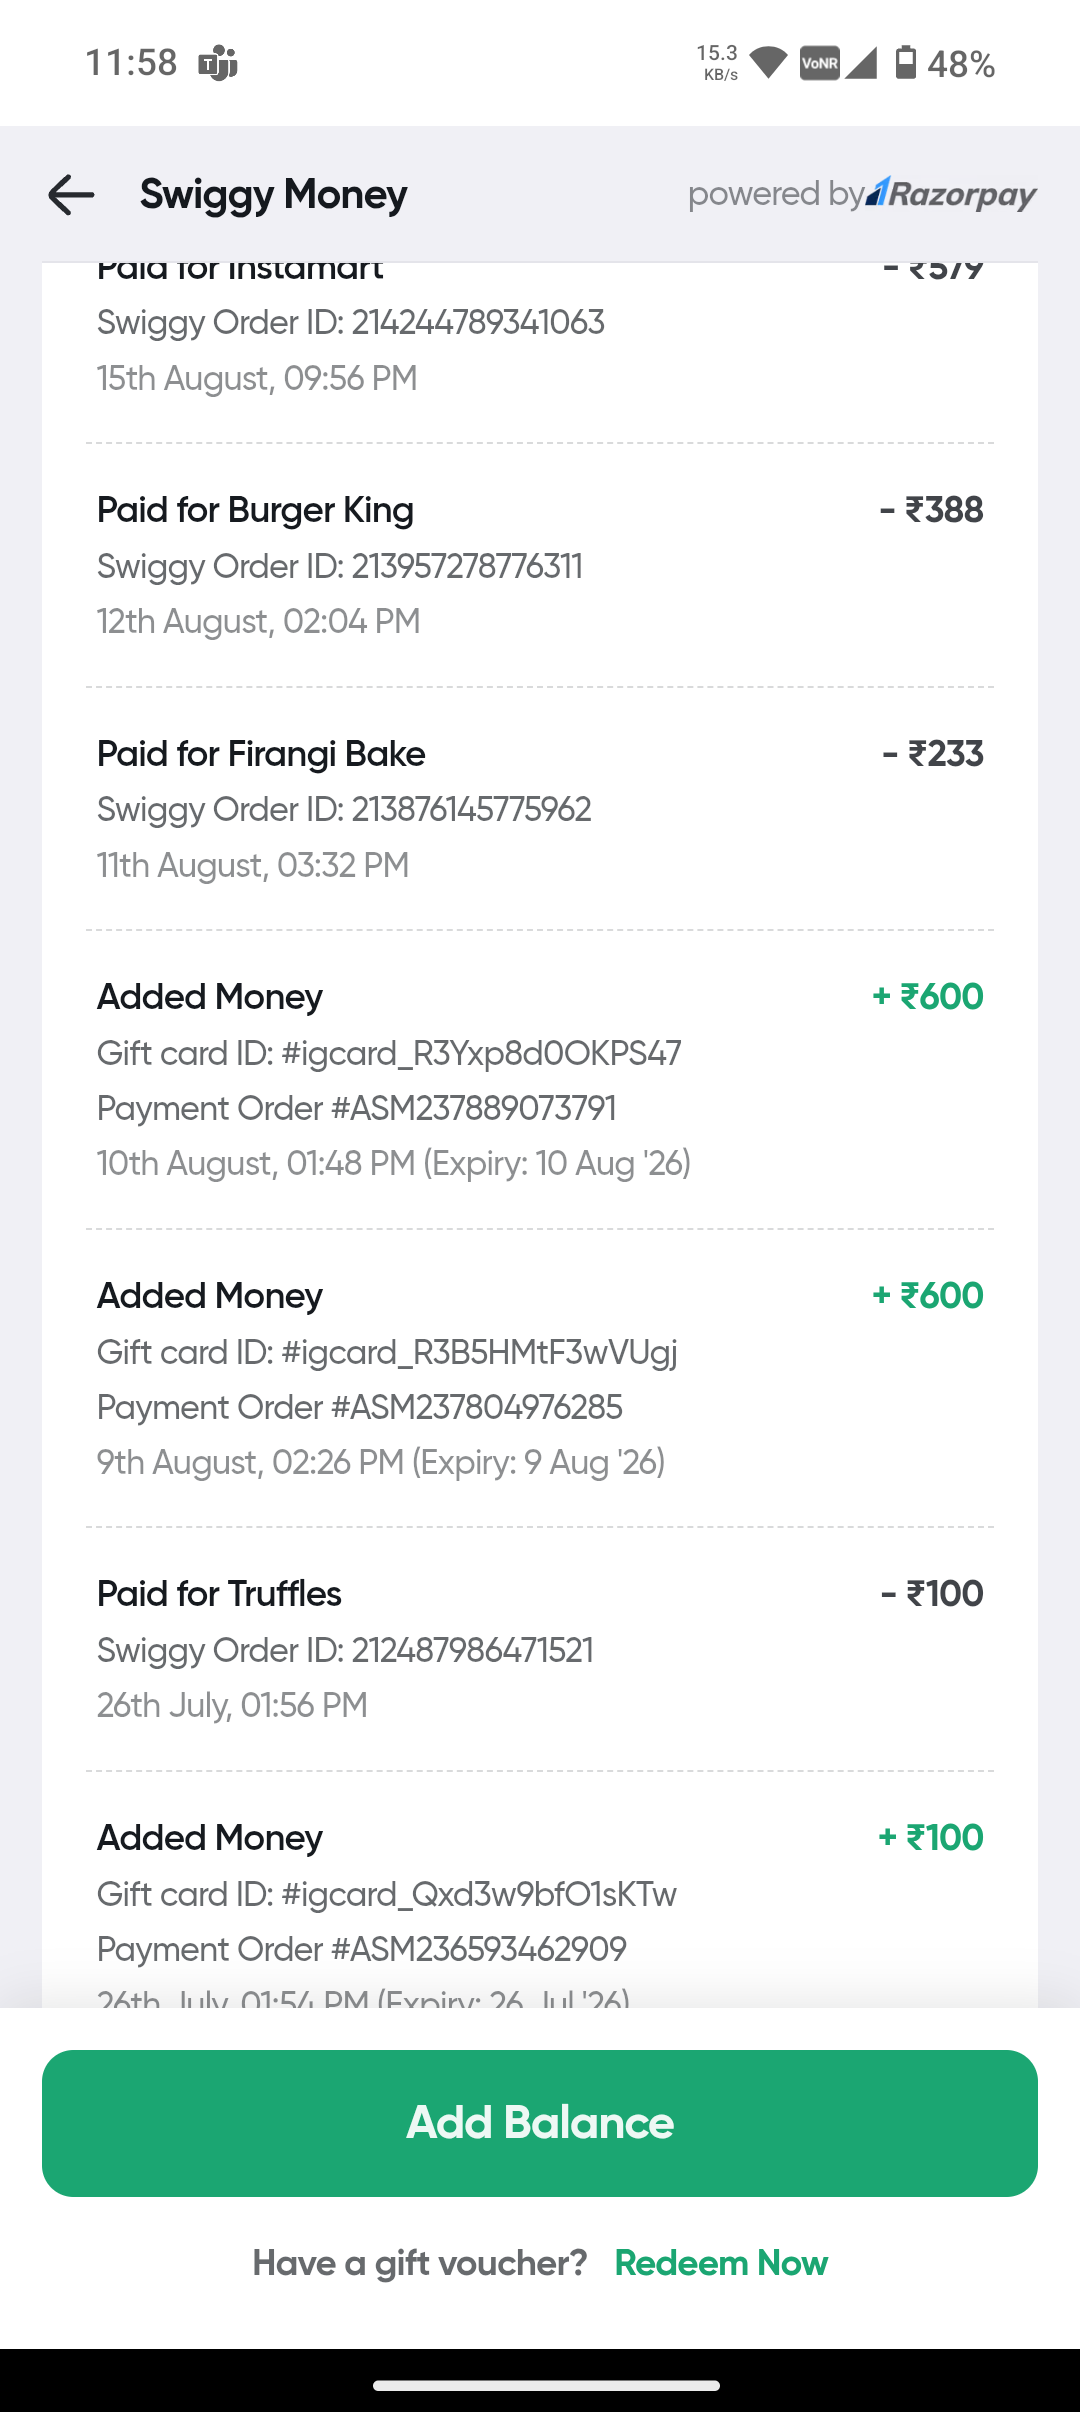 11:58
15.3
KB/s
VoNR
48%
Swiggy Money
powered by Razorpay
Paid for Instamart - ₹579
Swiggy Order ID: 214244789341063
15th August, 09:56 PM
Paid for Burger King - ₹388
Swiggy Order ID: 213957278776311
12th August, 02:04 PM
Paid for Firangi Bake - ₹233
Swiggy Order ID: 213876145775962
11th August, 03:32 PM
Added Money + ₹600
Gift card ID: #igcard_R3Yxp8d0OKPS47
Payment Order #ASM237889073791
10th August, 01:48 PM (Expiry: 10 Aug '26)
Added Money + ₹600
Gift card ID: #igcard_R3B5HMtF3wVUgj
Payment Order #ASM237804976285
9th August, 02:26 PM (Expiry: 9 Aug '26)
Paid for Truffles - ₹100
Swiggy Order ID: 212487986471521
26th July, 01:56 PM
Added Money + ₹100
Gift card ID: #igcard_Qxd3w9bfO1sKTw
Payment Order #ASM236593462909
26th July, 01:54 PM (Expiry: 26 Jul '26)
Add Balance
Have a gift voucher? Redeem Now